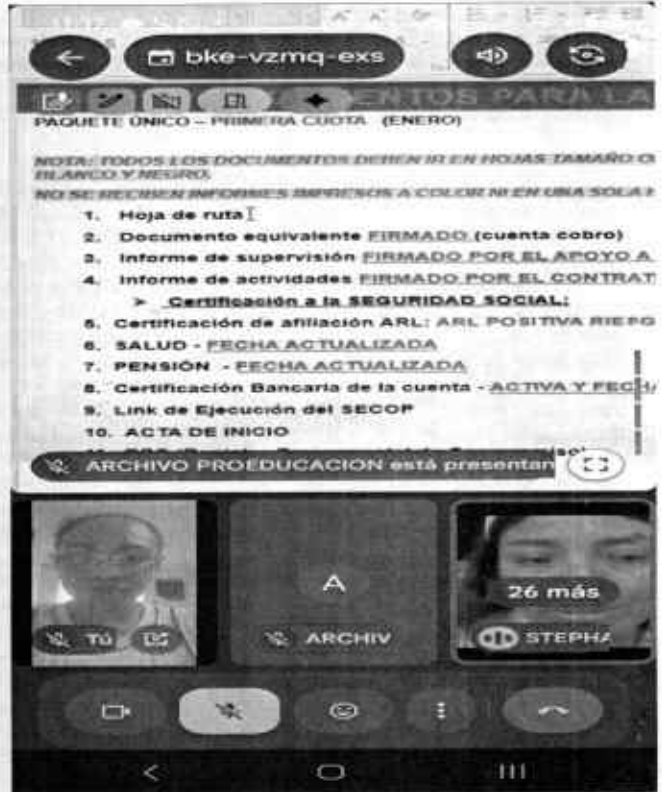 bke-vzmq-exs
ENTOS PARA LA
PAQUETE ÚNICO – PRIMERA CUOTA (ENERO)
NOTA: TODOS LOS DOCUMENTOS DEBEN IR EN HOJAS TAMAÑO
BLANCO Y NEGRO.
NO SE RECIBEN INFORMES IMPRESOS A COLOR NI EN UNA SOLA
1. Hoja de ruta
2. Documento equivalente FIRMADO (cuenta cobro)
3. Informe de supervisión FIRMADO POR EL APOYO A
4. Informe de actividades FIRMADO POR EL CONTRAT
➤ Certificación a la SEGURIDAD SOCIAL:
5. Certificación de afiliación ARL: ARL POSITIVA RIESG
6. SALUD - FECHA ACTUALIZADA
7. PENSIÓN - FECHA ACTUALIZADA
8. Certificación Bancaria de la cuenta - ACTIVA Y FECHA
9. Link de Ejecución del SECOP
10. ACTA DE INICIO
ARCHIVO PROEDUCACION está presentan
A
26 más
Tú
ARCHIV
STEPHA